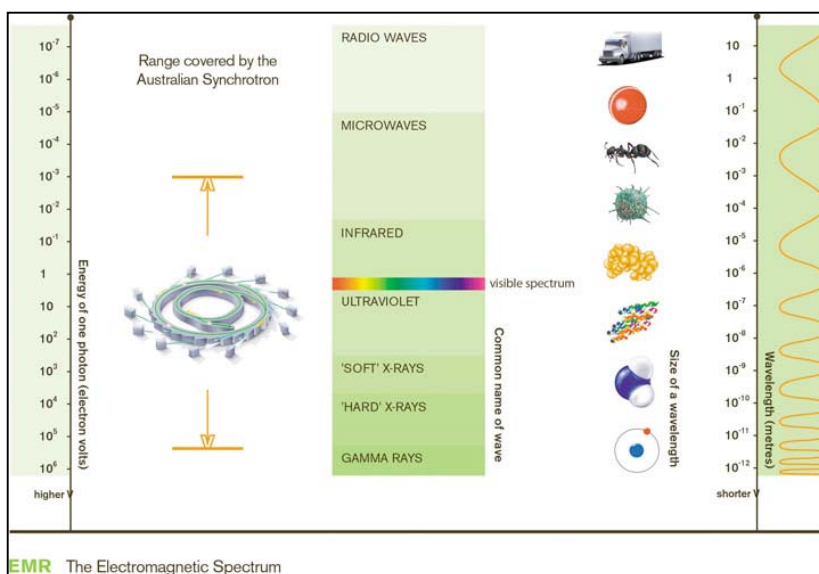 Range covered by the
Australian Synchrotron
10⁻⁷
10⁻⁶
10⁻⁵
10⁻⁴
10⁻³
10⁻²
10⁻¹
1
10
10²
10³
10⁴
10⁵
10⁶
higher V
Energy of one photon (electron volts)
RADIO WAVES
MICROWAVES
INFRARED
visible spectrum
ULTRAVIOLET
'SOFT' X-RAYS
'HARD' X-RAYS
GAMMA RAYS
Common name of wave
Size of a wavelength
10
1
10⁻¹
10⁻²
10⁻³
10⁻⁴
10⁻⁵
10⁻⁶
10⁻⁷
10⁻⁸
10⁻⁹
10⁻¹⁰
10⁻¹¹
10⁻¹²
shorter V
Wavelength (metres)
EMR The Electromagnetic Spectrum